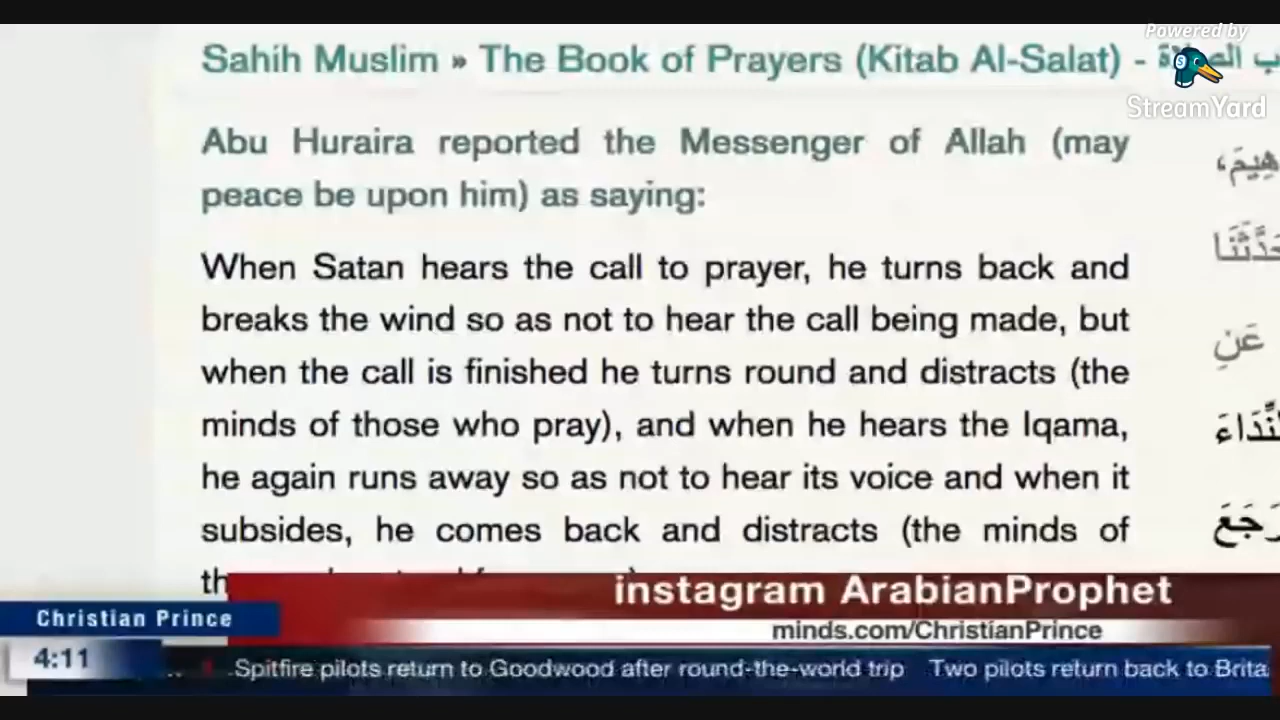 Powered by
StreamYard
Sahih Muslim » The Book of Prayers (Kitab Al-Salat) -
Abu Huraira reported the Messenger of Allah (may
peace be upon him) as saying:
When Satan hears the call to prayer, he turns back and
breaks the wind so as not to hear the call being made, but
when the call is finished he turns round and distracts (the
minds of those who pray), and when he hears the Iqama,
he again runs away so as not to hear its voice and when it
subsides, he comes back and distracts (the minds of
عَنِ
instagram ArabianProphet
minds.com/ChristianPrince
Christian Prince
4:11
Spitfire pilots return to Goodwood after round-the-world trip Two pilots return back to Brita